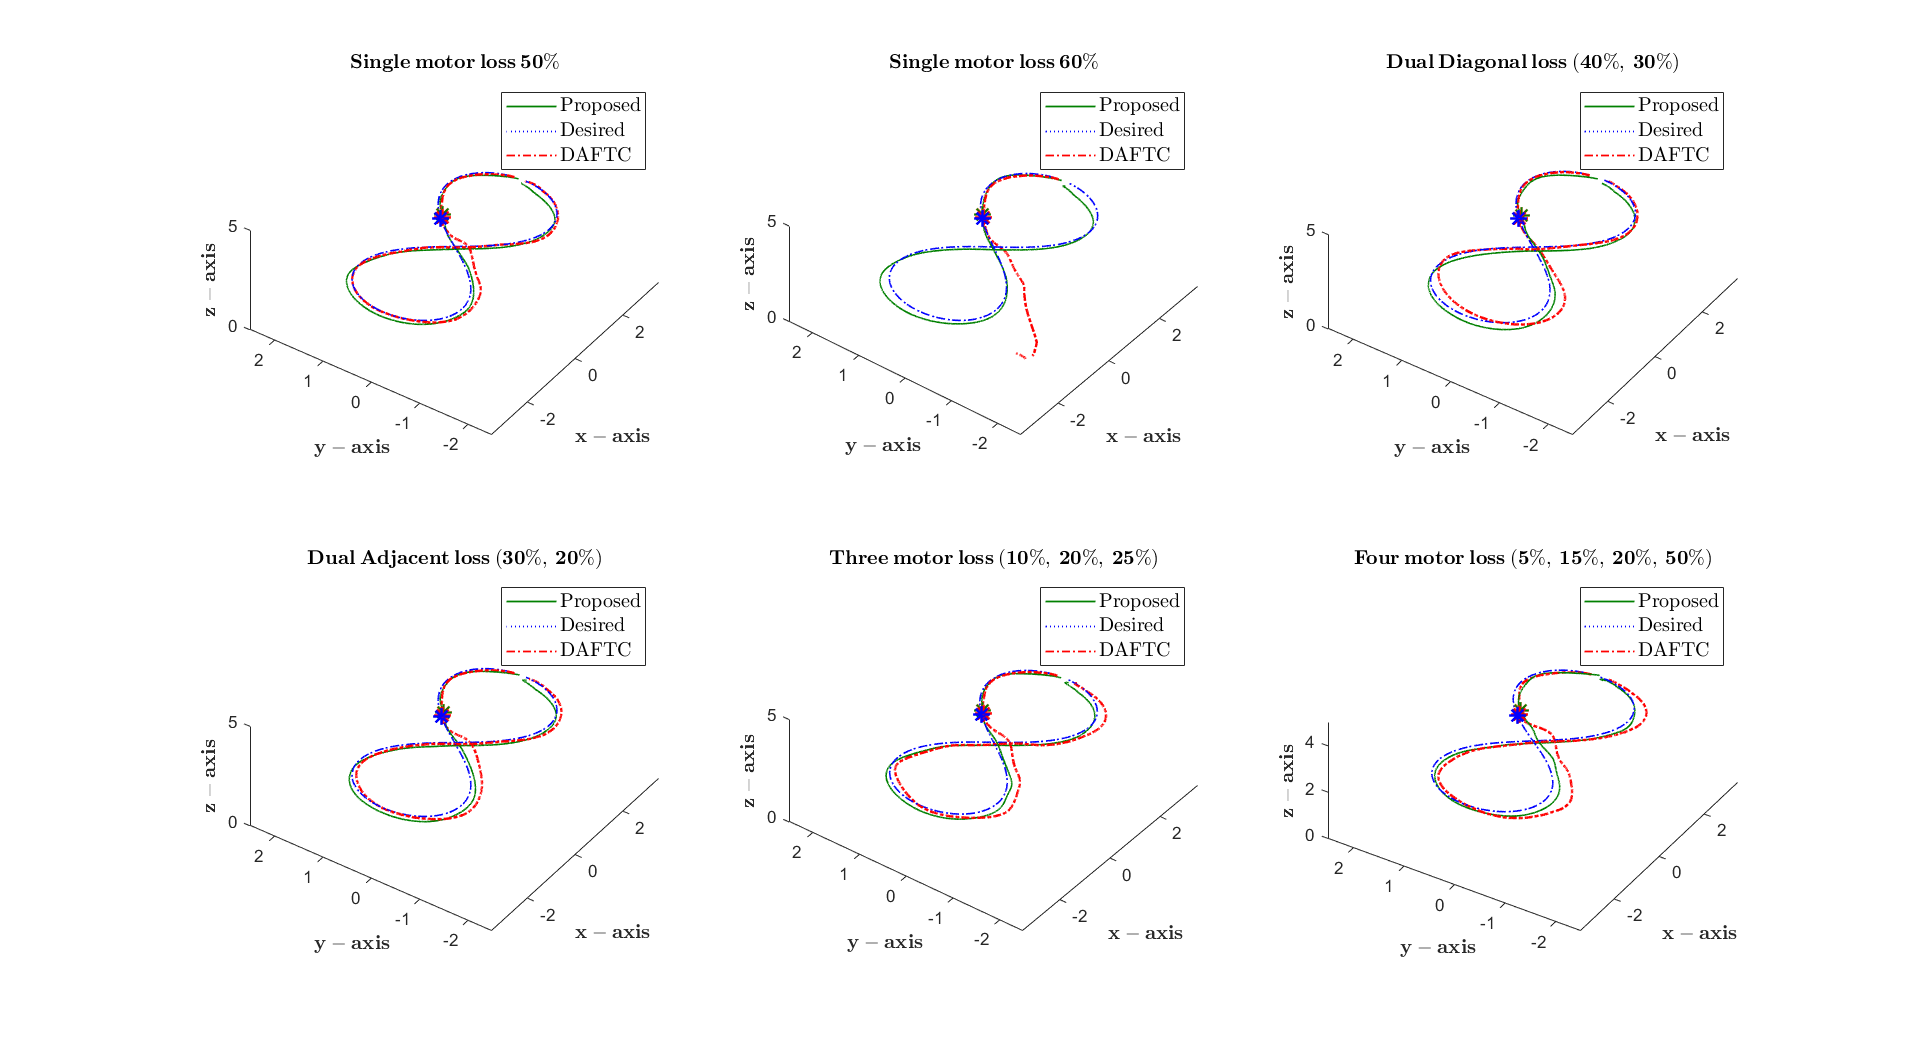 Single motor loss 50%
Proposed
Desired
DAFTC
5
0
z − axis
2
1
0
-1
-2
y − axis
2
0
-2
x − axis
Single motor loss 60%
Proposed
Desired
DAFTC
5
0
z − axis
2
1
0
-1
-2
y − axis
2
0
-2
x − axis
Dual Diagonal loss (40%, 30%)
Proposed
Desired
DAFTC
5
0
z − axis
2
1
0
-1
-2
y − axis
2
0
-2
x − axis
Dual Adjacent loss (30%, 20%)
Proposed
Desired
DAFTC
5
0
z − axis
2
1
0
-1
-2
y − axis
2
0
-2
x − axis
Three motor loss (10%, 20%, 25%)
Proposed
Desired
DAFTC
5
0
z − axis
2
1
0
-1
-2
y − axis
2
0
-2
x − axis
Four motor loss (5%, 15%, 20%, 50%)
Proposed
Desired
DAFTC
4
2
0
z − axis
2
1
0
-1
-2
y − axis
2
0
-2
x − axis